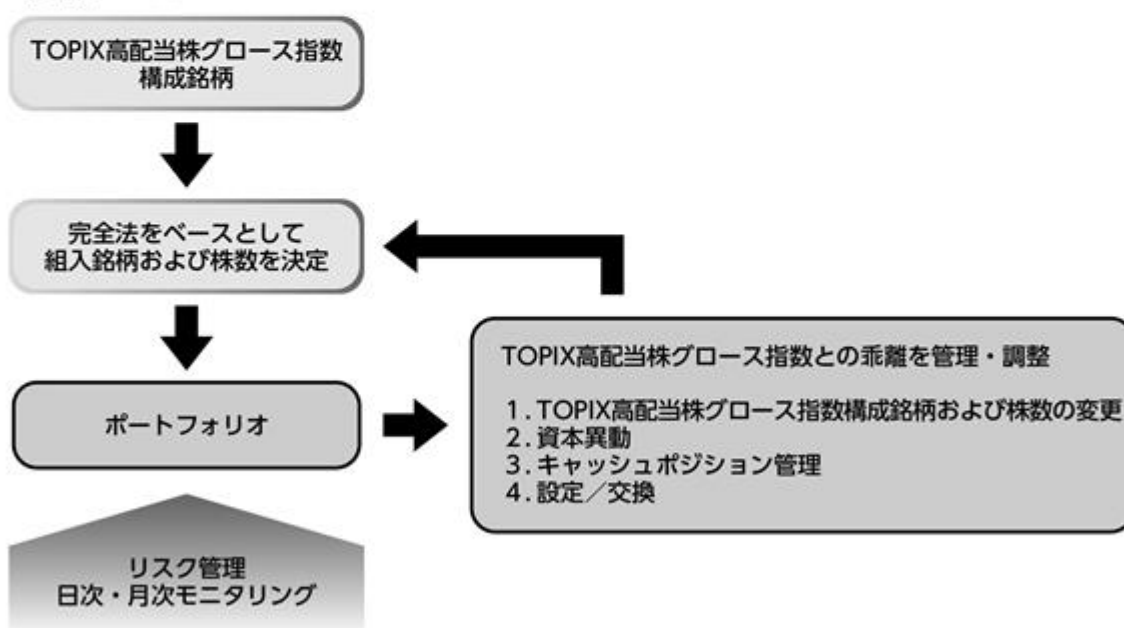 TOPIX高配当株グロース指数
構成銘柄
完全法をベースとして
組入銘柄および株数を決定
ポートフォリオ
リスク管理
日次・月次モニタリング
TOPIX高配当株グロース指数との乖離を管理・調整
1.TOPIX高配当株グロース指数構成銘柄および株数の変更
2.資本異動
3.キャッシュポジション管理
4.設定／交換